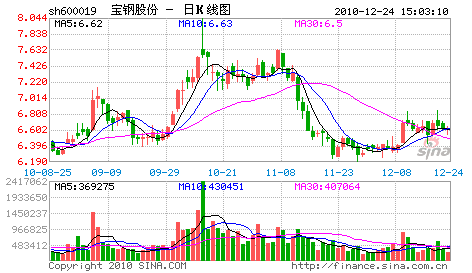 sh600019 宝钢股份 - 日K线图 2010-12-24 15:03:10
MA5:6.62 MA10:6.63 MA30:6.5
8.044
7.838
7.632
7.426
7.220
7.014
6.808
6.602
6.396
6.190
sina
10-08-25 09-09 09-29 10-21 11-08 11-24 12-08 12-24
MA5:369275 MA10:430451 MA30:407064
2417062
1933650
1450237
966825
483412
Copyright 2010 SINA.COM http://finance.sina.com.cn